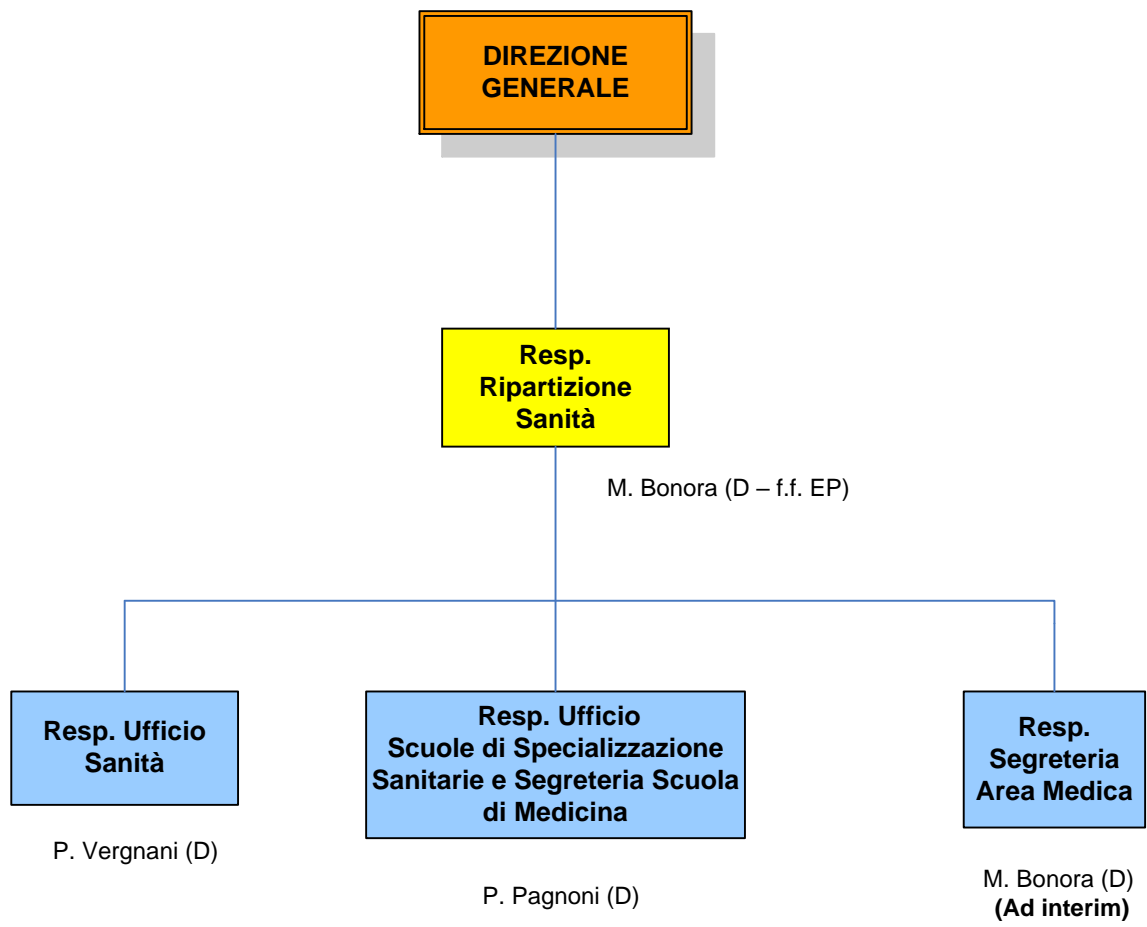 DIREZIONE
GENERALE
Resp.
Ripartizione
Sanità
M. Bonora (D – f.f. EP)
Resp. Ufficio
Sanità
P. Vergnani (D)
Resp. Ufficio
Scuole di Specializzazione
Sanitarie e Segreteria Scuola
di Medicina
P. Pagnoni (D)
Resp.
Segreteria
Area Medica
M. Bonora (D)
(Ad interim)